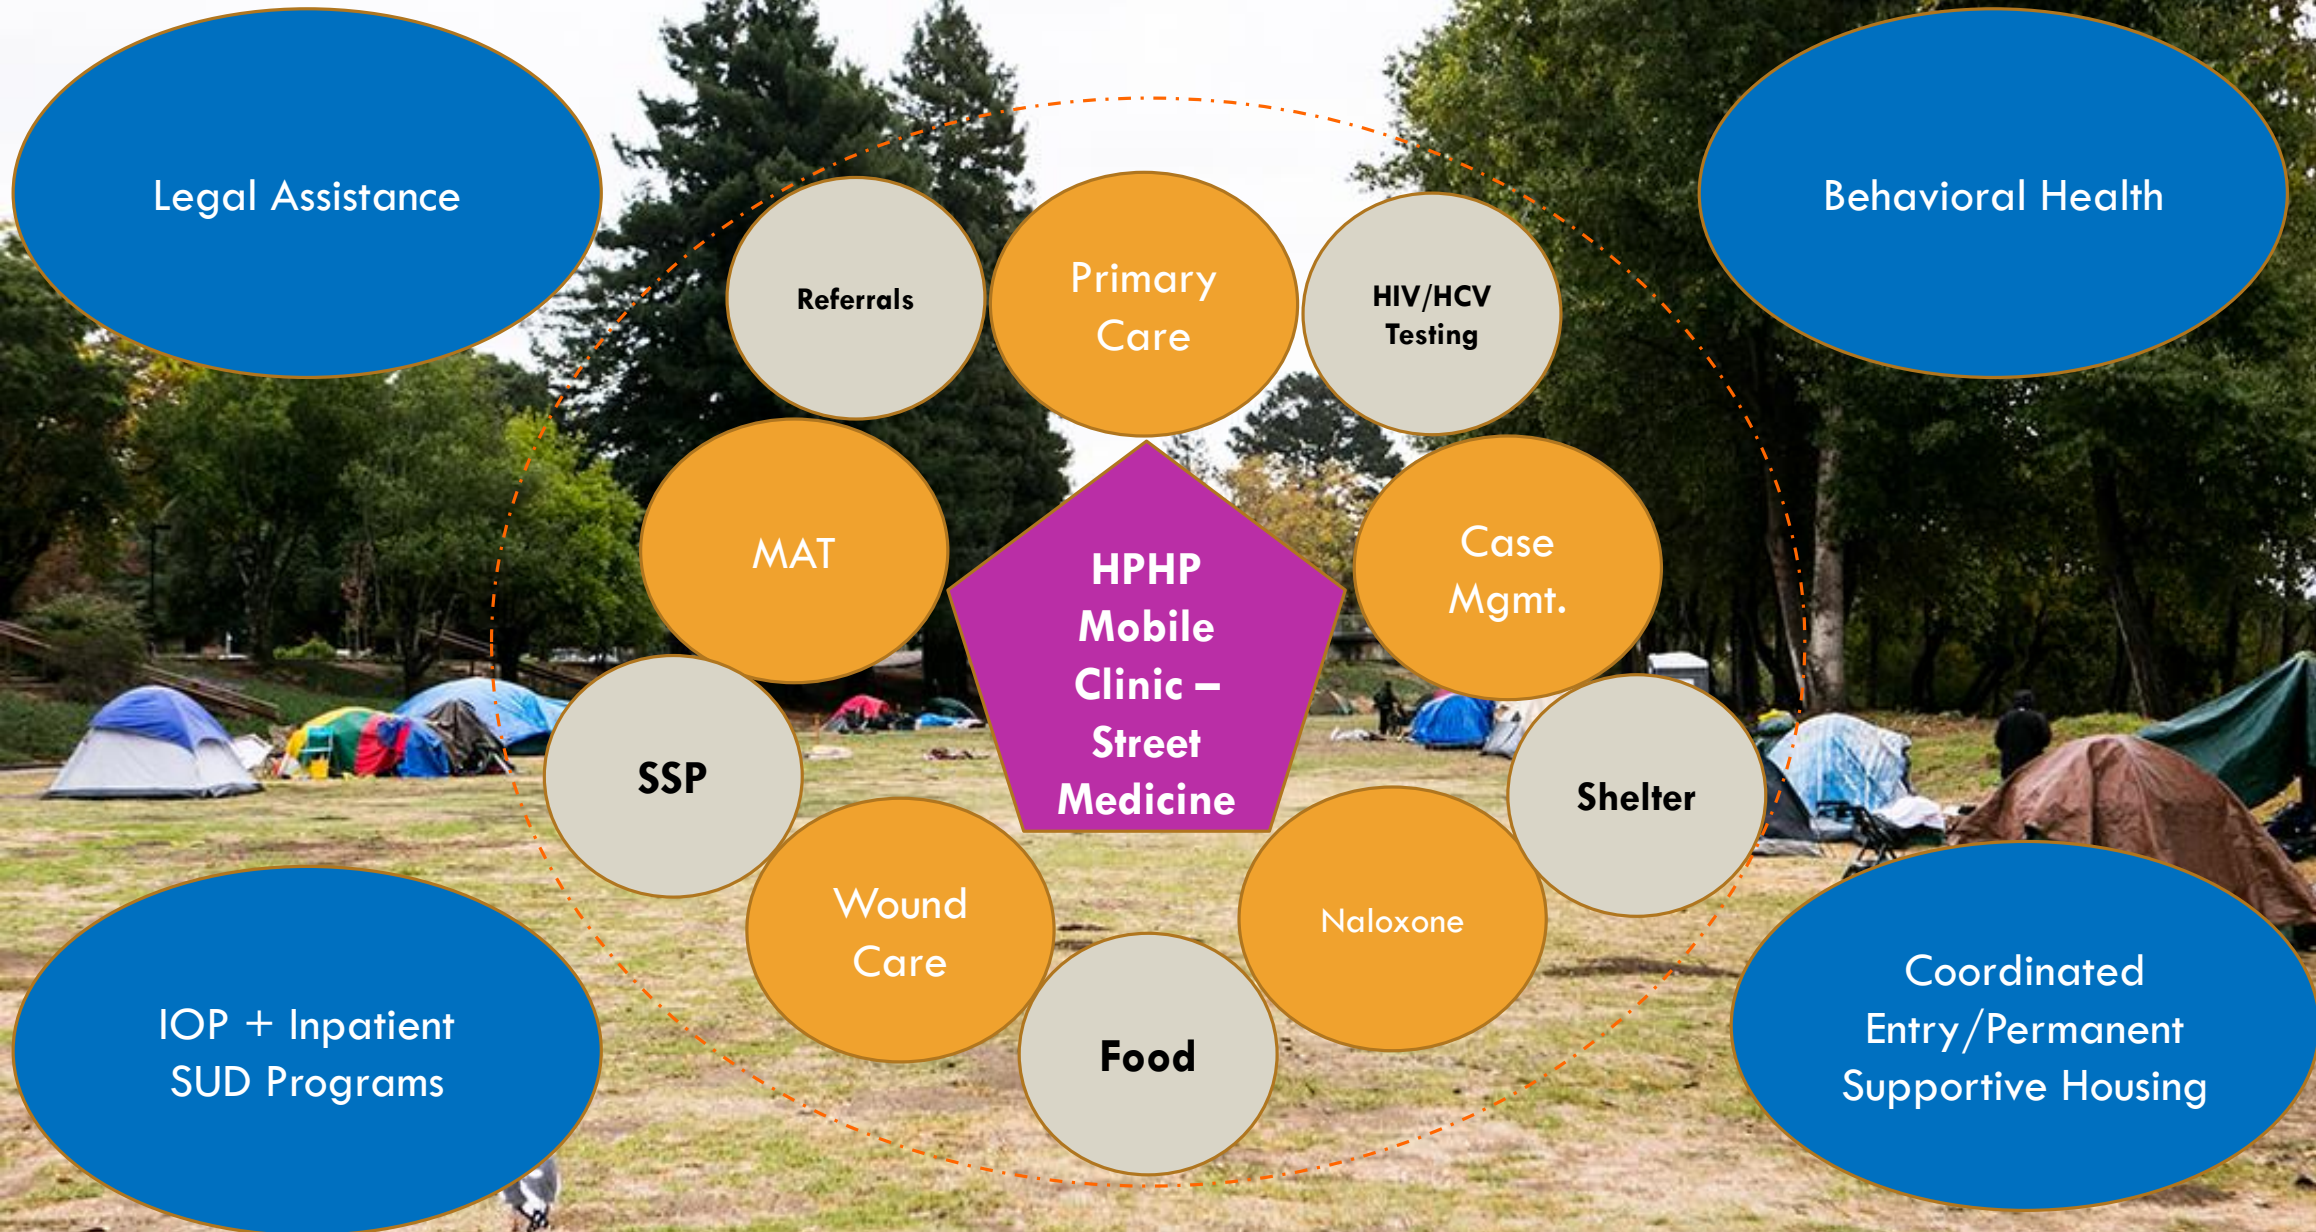 Legal Assistance
Behavioral Health
Referrals
Primary
Care
HIV/HCV
Testing
MAT
Case
Mgmt.
HPHP
Mobile
Clinic –
Street
Medicine
SSP
Shelter
Wound
Care
Naloxone
Food
IOP + Inpatient
SUD Programs
Coordinated
Entry/Permanent
Supportive Housing